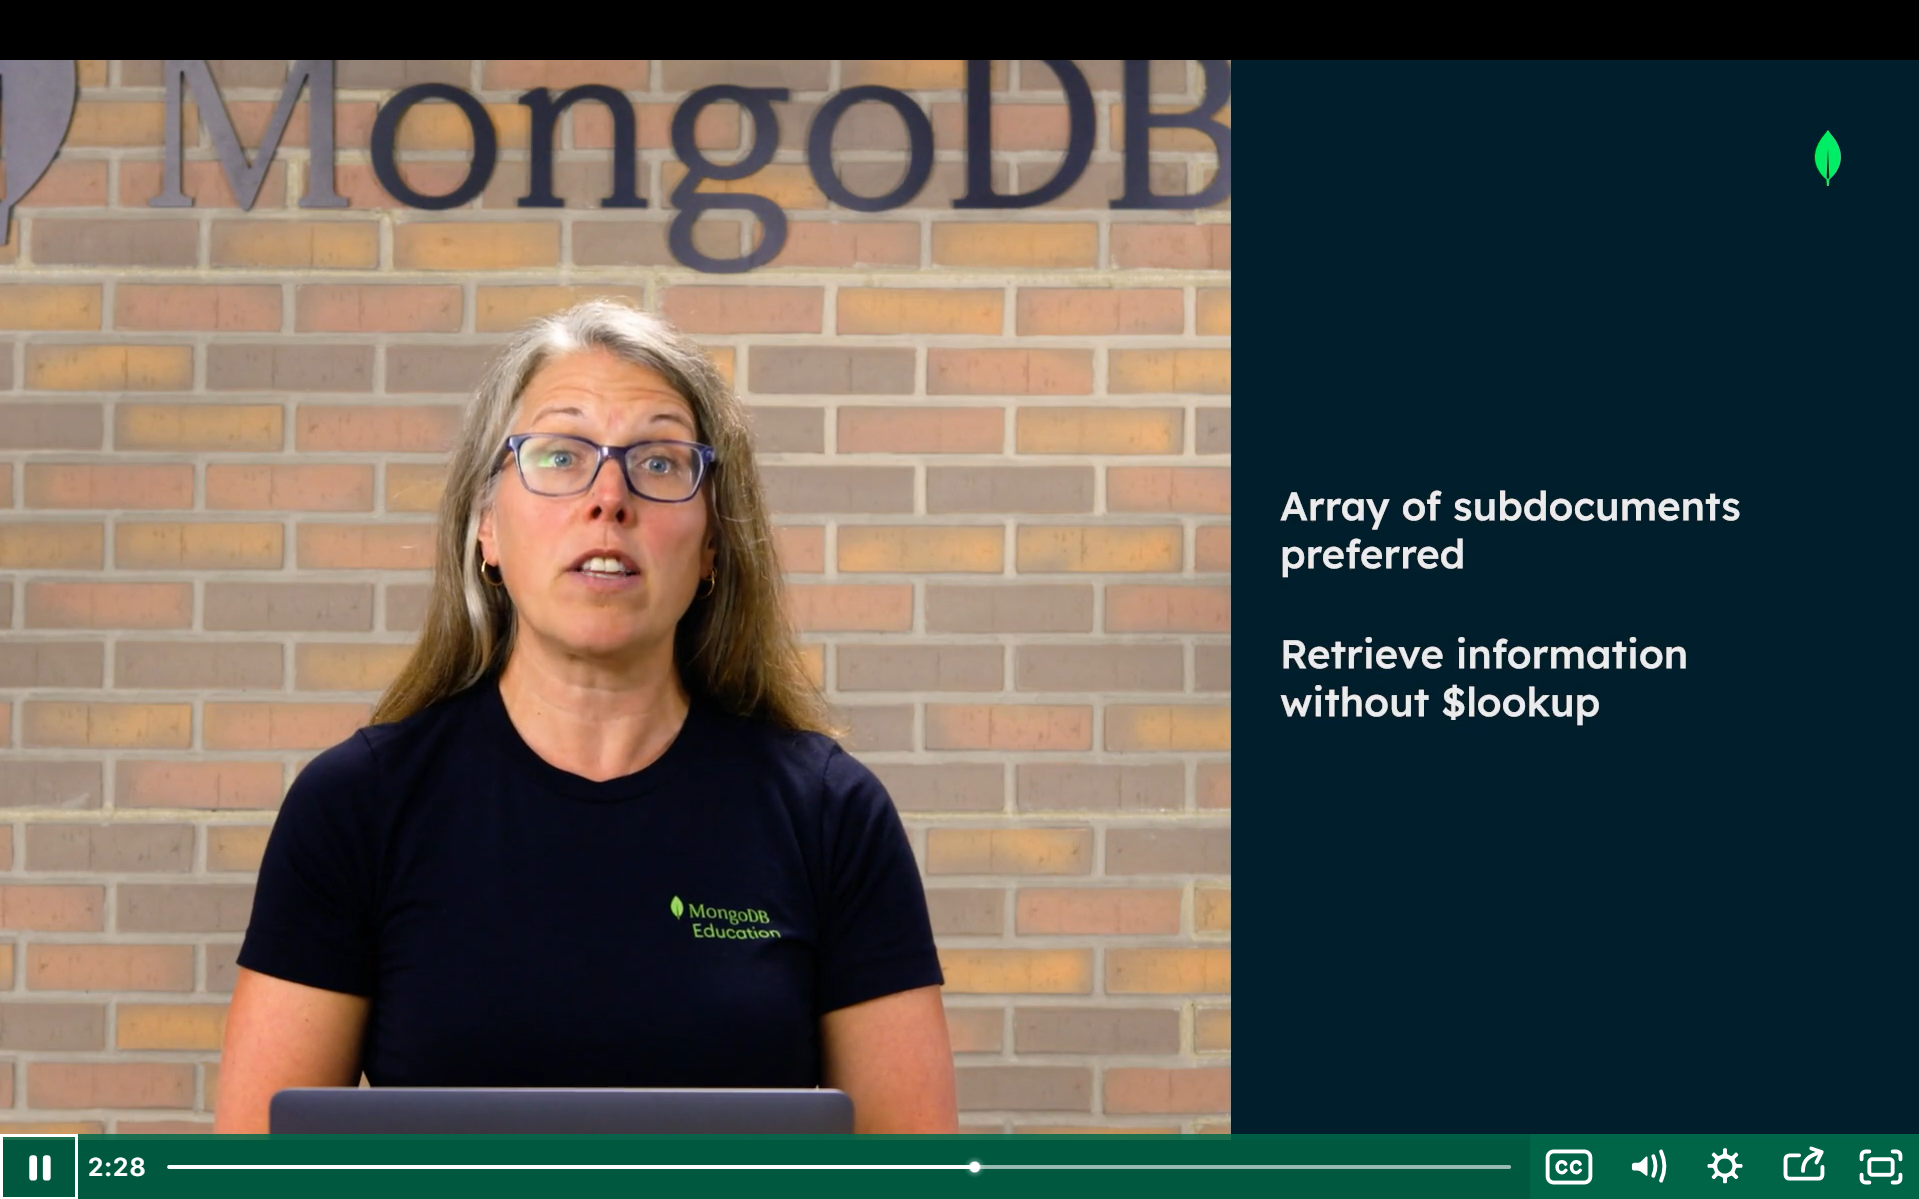 MongoDB
Array of subdocuments
preferred
Retrieve information
without $lookup
MongoDB
Education
2:28
CC